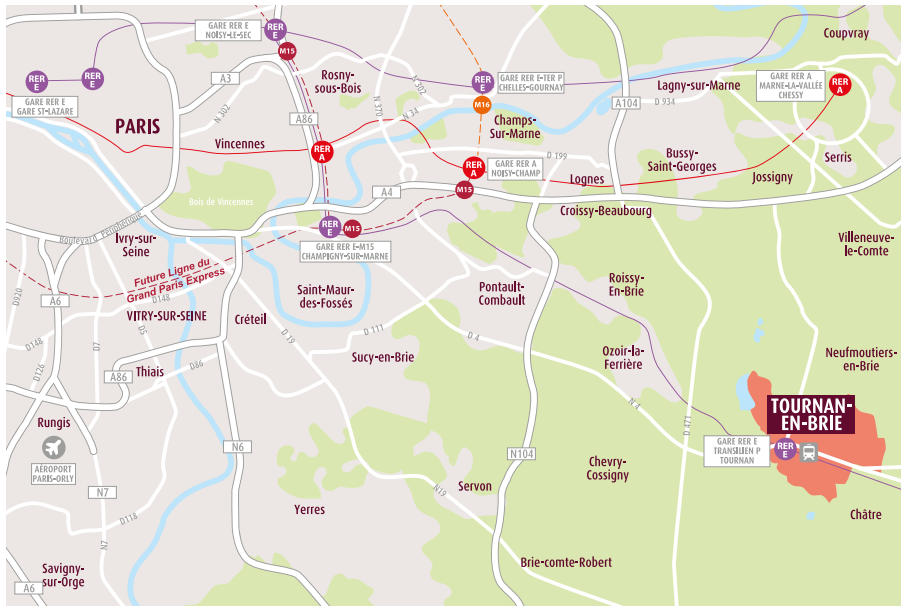 GARE RER E
NOISY-LE-SEC
RER
E
M15
Coupvray
RER
E
RER
E
GARE RER E
GARE ST-LAZARE
A3
Rosny-
sous-Bois
N 302
RER
E
GARE RER E-TER P
CHELLES-GOURNAY
Lagny-sur-Marne
D 934
GARE RER A
MARNE-LA-VALLÉE
CHESSY
RER
A
PARIS
N 302
A86
N 370
N 34
M16
Champs-
Sur-Marne
A104
Vincennes
RER
A
D 199
RER
A
GARE RER A
NOISY-CHAMP
Lognes
Bussy-
Saint-Georges
Serris
Jossigny
Bois de Vincennes
A4
M15
Croissy-Beaubourg
Boulevard Périphérique
Ivry-sur-
Seine
RER
E
M15
GARE RER E-M15
CHAMPIGNY-SUR-MARNE
Villeneuve-
le-Comte
Future Ligne du
Grand Paris Express
Saint-Maur-
des-Fossés
Pontault-
Combault
Roissy-
En-Brie
D920
A6
D148
VITRY-SUR-SEINE
Créteil
D148
D7
D5
D 19
D 111
D 4
Sucy-en-Brie
Ozoir-la-
Ferrière
Neufmoutiers-
en-Brie
D126
A86
Thiais
D86
N 4
D 471
TOURNAN-
EN-BRIE
Rungis
AÉROPORT
PARIS-ORLY
N6
N104
GARE RER E
TRANSILIEN P
TOURNAN
RER
E
Chevry-
Cossigny
N7
D118
N19
Servon
Yerres
Châtre
N7
Savigny-
sur-Orge
A6
Brie-comte-Robert